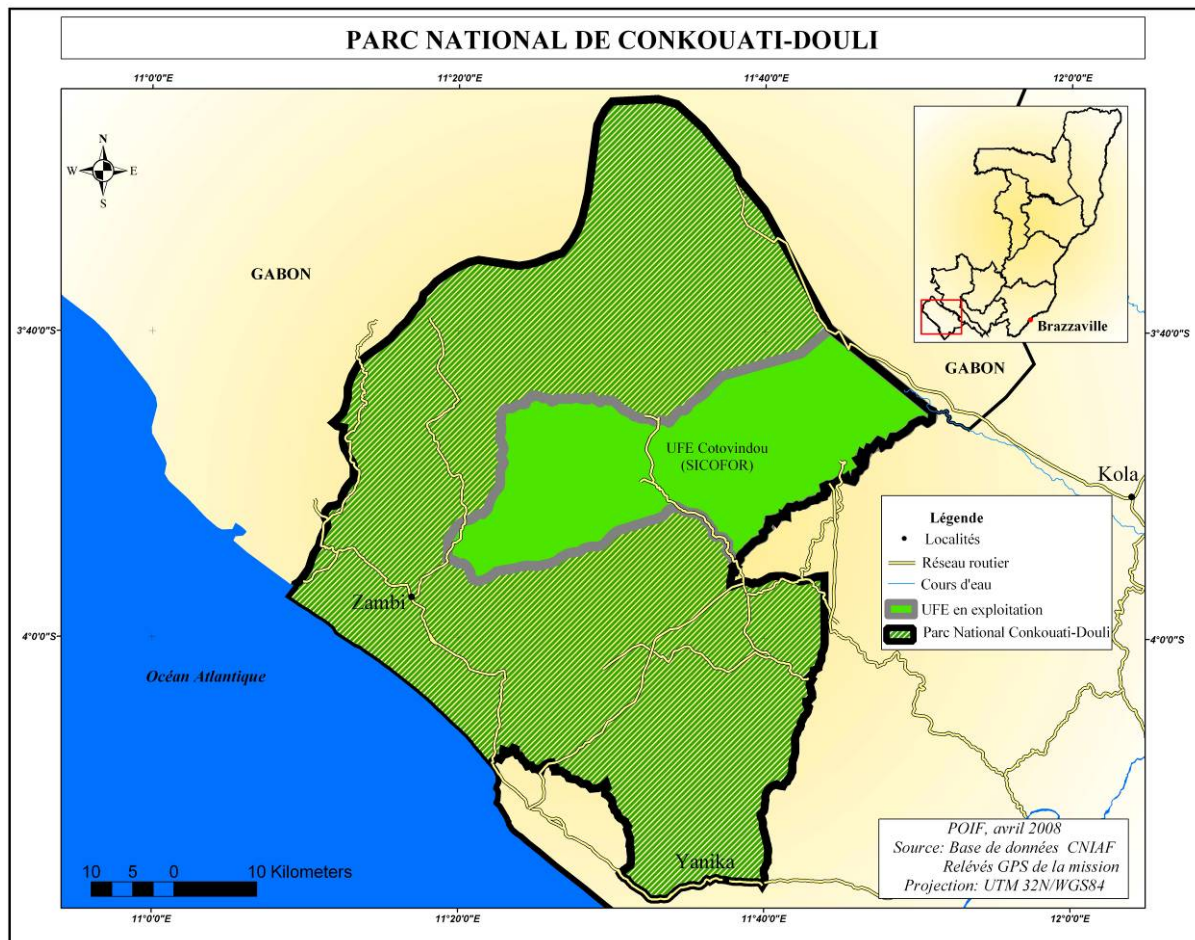 PARC NATIONAL DE CONKOUATI-DOULI
11°0'0"E
11°20'0"E
11°40'0"E
12°0'0"E
N
W
E
S
GABON
Brazzaville
3°40'0"S
3°40'0"S
GABON
UFE Cotovindou
(SICOFOR)
Kola
Légende
Localités
Réseau routier
Cours d'eau
UFE en exploitation
Parc National Conkouati-Douli
Zambi
4°0'0"S
4°0'0"S
Océan Atlantique
Yanika
POIF, avril 2008
Source: Base de données CNIAF
Rélévés GPS de la mission
Projection: UTM 32N/WGS84
10 5 0 10 Kilometers
11°0'0"E
11°20'0"E
11°40'0"E
12°0'0"E